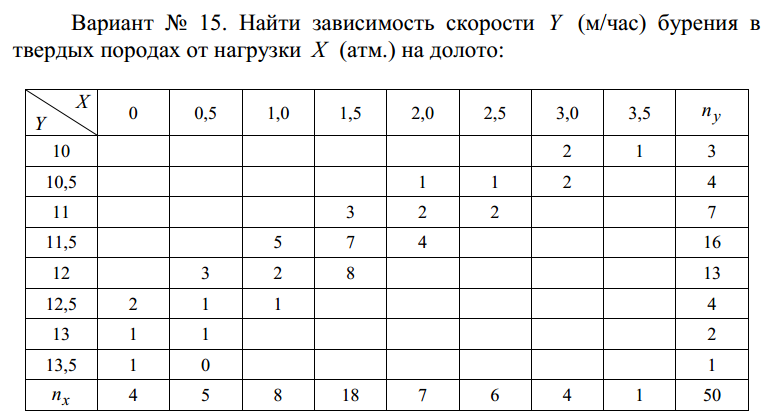 Вариант № 15. Найти зависимость скорости Y (м/час) бурения в
твердых породах от нагрузки X (атм.) на долото:
X
Y 0 0,5 1,0 1,5 2,0 2,5 3,0 3,5 n_y
10 2 1 3
10,5 1 1 2 4
11 3 2 2 7
11,5 5 7 4 16
12 3 2 8 13
12,5 2 1 1 4
13 1 1 2
13,5 1 0 1
n_x 4 5 8 18 7 6 4 1 50